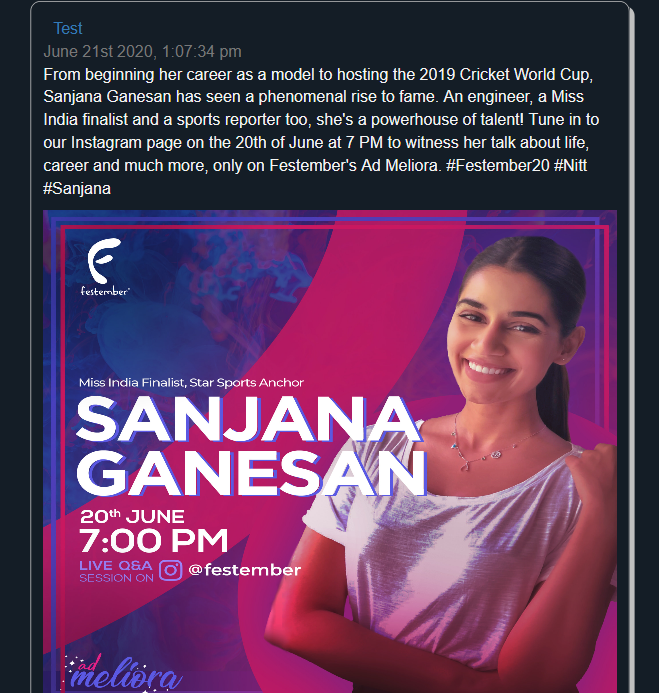 Test
June 21st 2020, 1:07:34 pm
From beginning her career as a model to hosting the 2019 Cricket World Cup,
Sanjana Ganesan has seen a phenomenal rise to fame. An engineer, a Miss
India finalist and a sports reporter too, she's a powerhouse of talent! Tune in to
our Instagram page on the 20th of June at 7 PM to witness her talk about life,
career and much more, only on Festember's Ad Meliora. #Festember20 #Nitt
#Sanjana
festember
Miss India Finalist, Star Sports Anchor
SANJANA
GANESAN
20th JUNE
7:00 PM
LIVE Q&A
SESSION ON @festember
ad
meliora